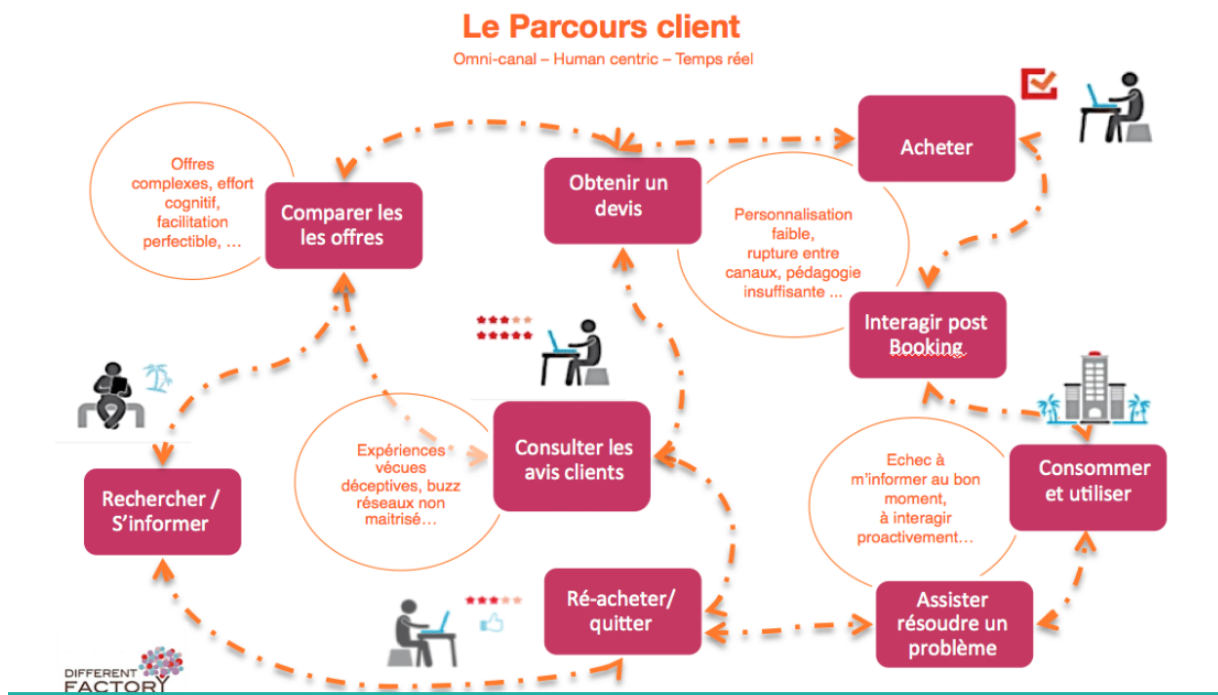 Le Parcours client
Omni-canal – Human centric – Temps réel
Offres
complexes, effort
cognitif,
facilitation
perfectible, …
Comparer les
les offres
Obtenir un
devis
Acheter
Personnalisation
faible,
rupture entre
canaux, pédagogie
insuffisante ...
Interagir post
Booking
Expériences
vécues
déceptives, buzz
réseaux non
maitrisé…
Consulter les
avis clients
Rechercher /
S’informer
Echec à
m’informer au bon
moment,
à interagir
proactivement…
Consommer
et utiliser
Ré-acheter/
quitter
Assister
résoudre un
problème
DIFFERENT
FACTORY